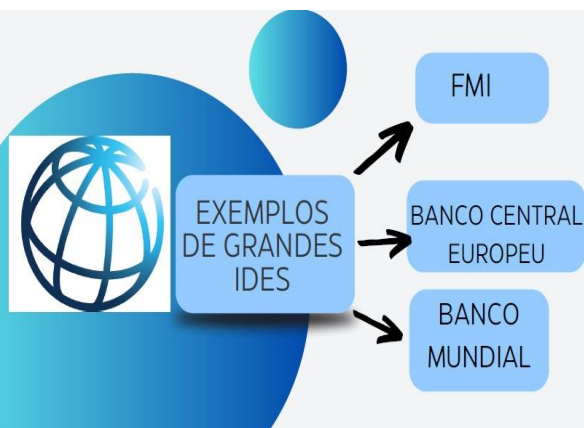 EXEMPLOS
DE GRANDES
IDES
FMI
BANCO CENTRAL
EUROPEU
BANCO
MUNDIAL